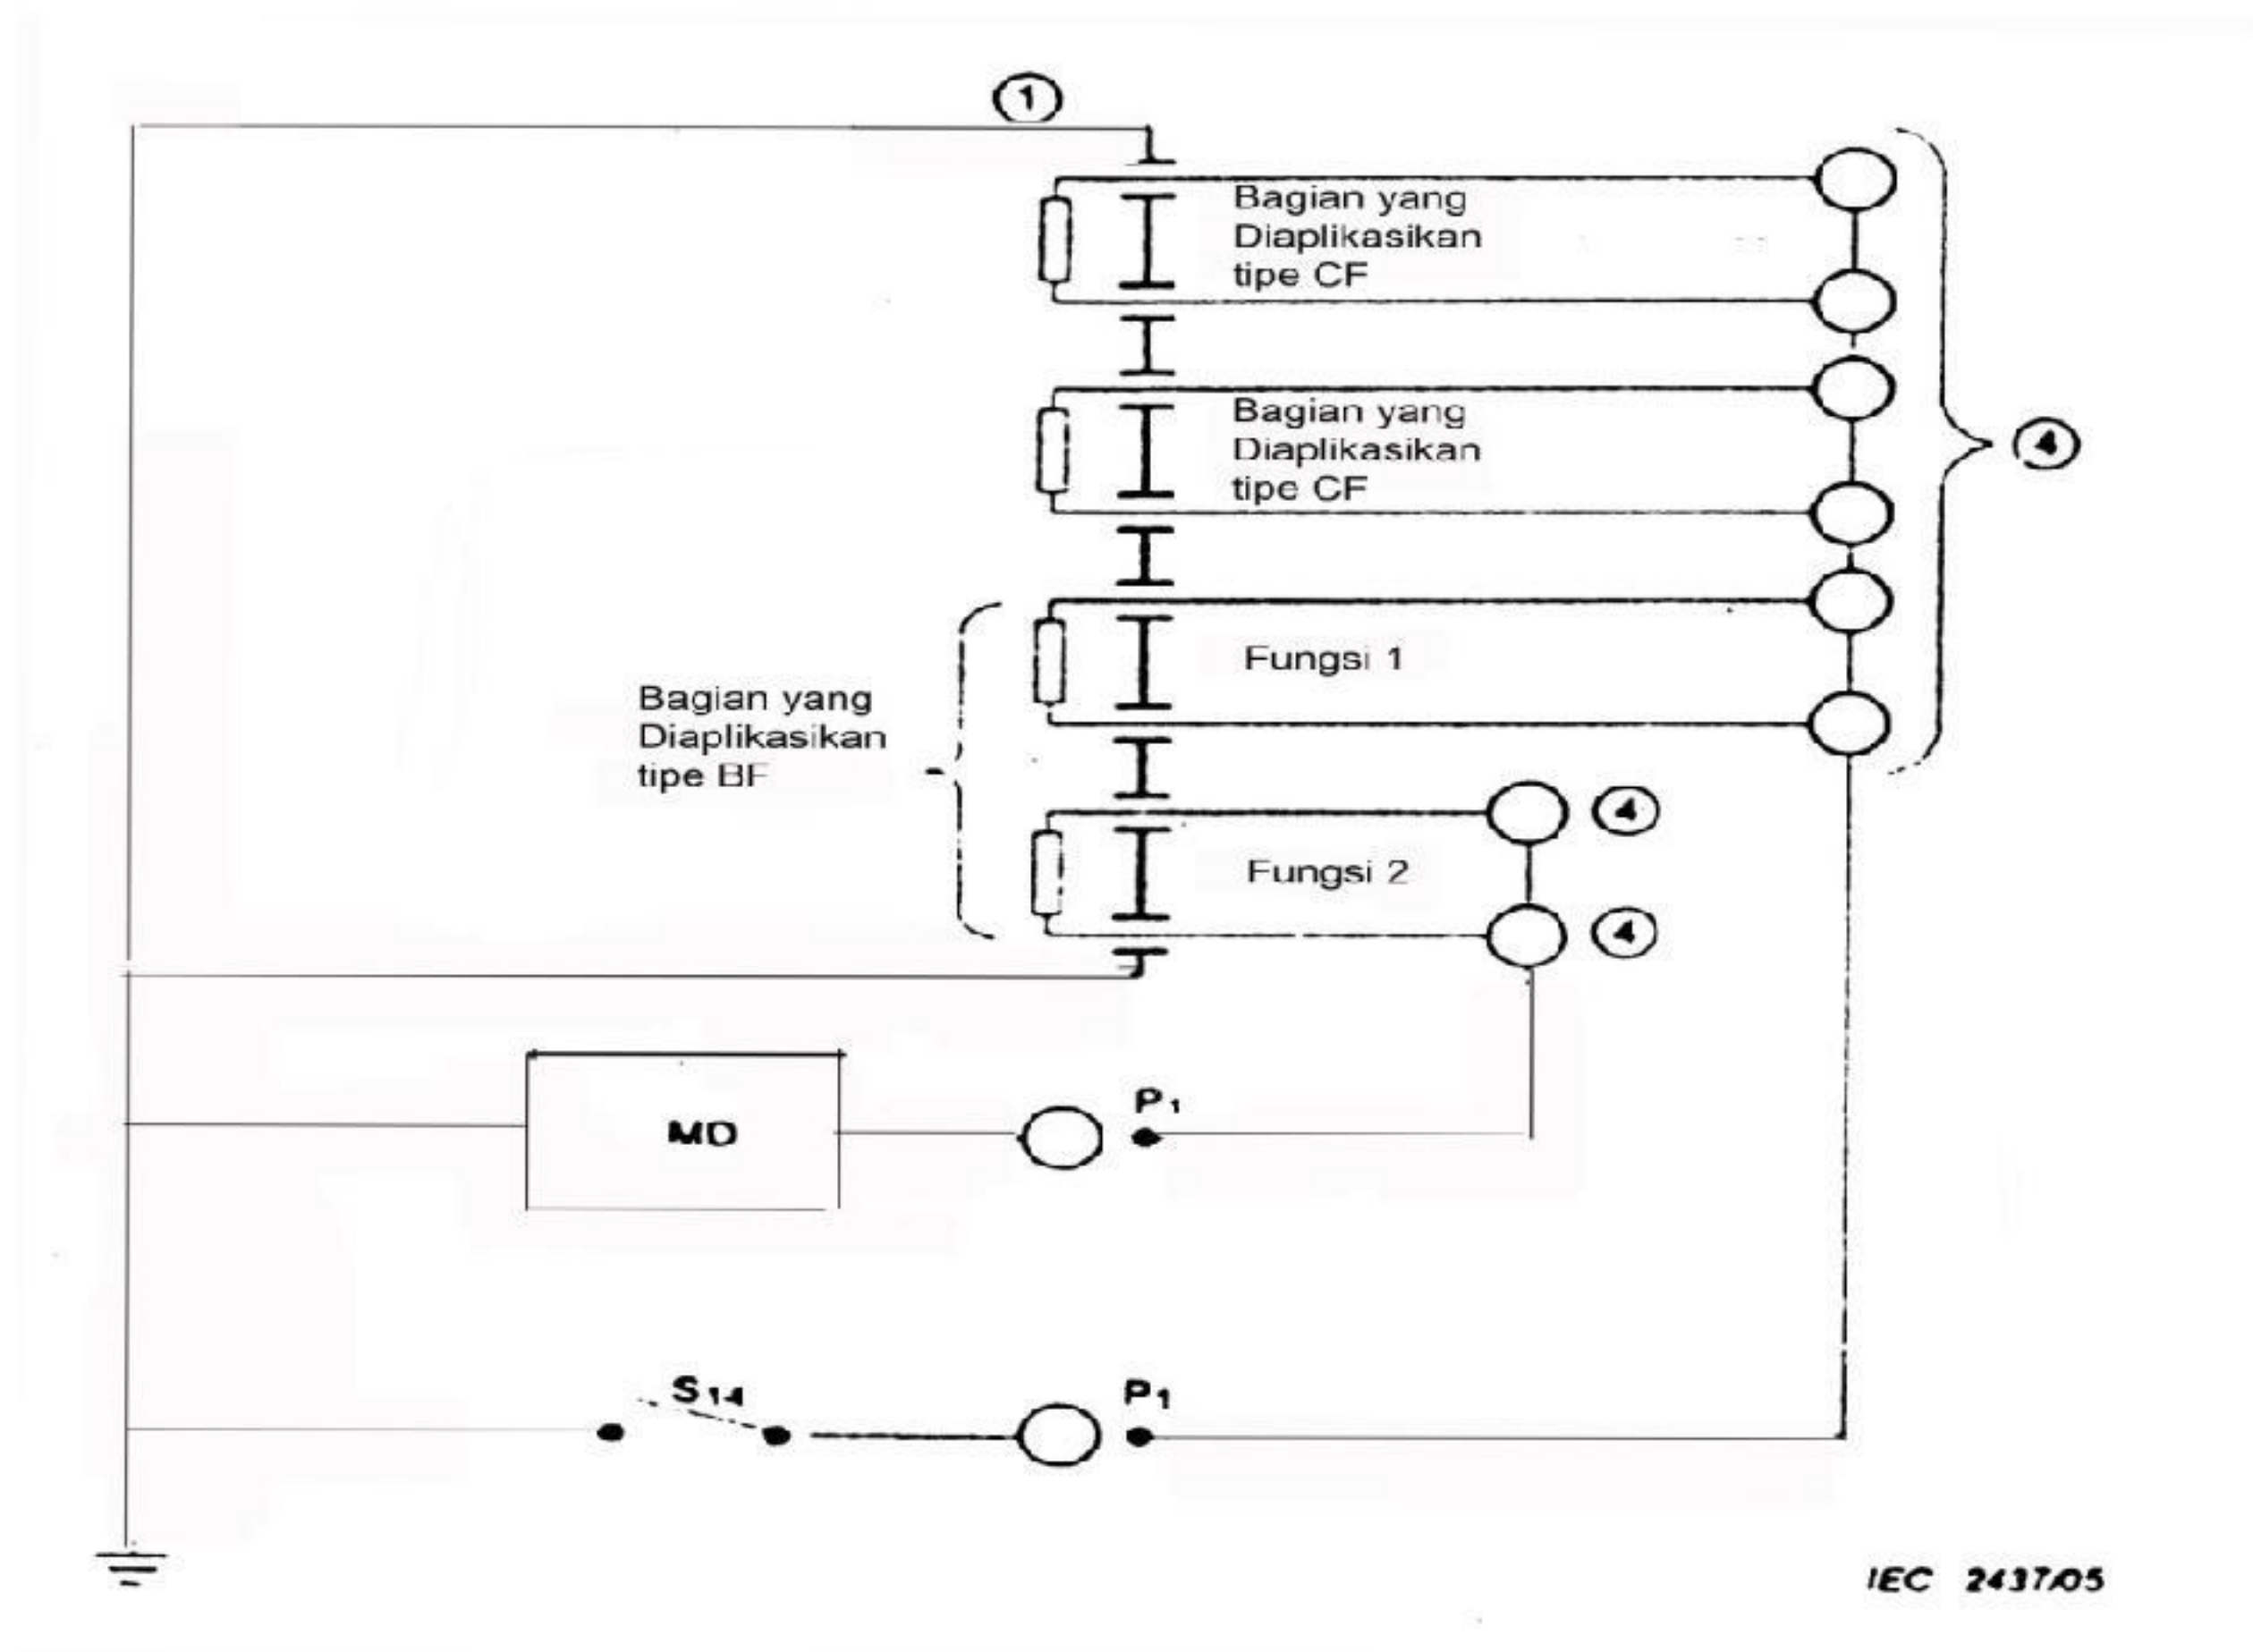 1
Bagian yang
Diaplikasikan
tipe CF
Bagian yang
Diaplikasikan
tipe CF
4
Fungsi 1
Bagian yang
Diaplikasikan
tipe BF
4
Fungsi 2
4
P1
MD
S14
P1
IEC 2437/05